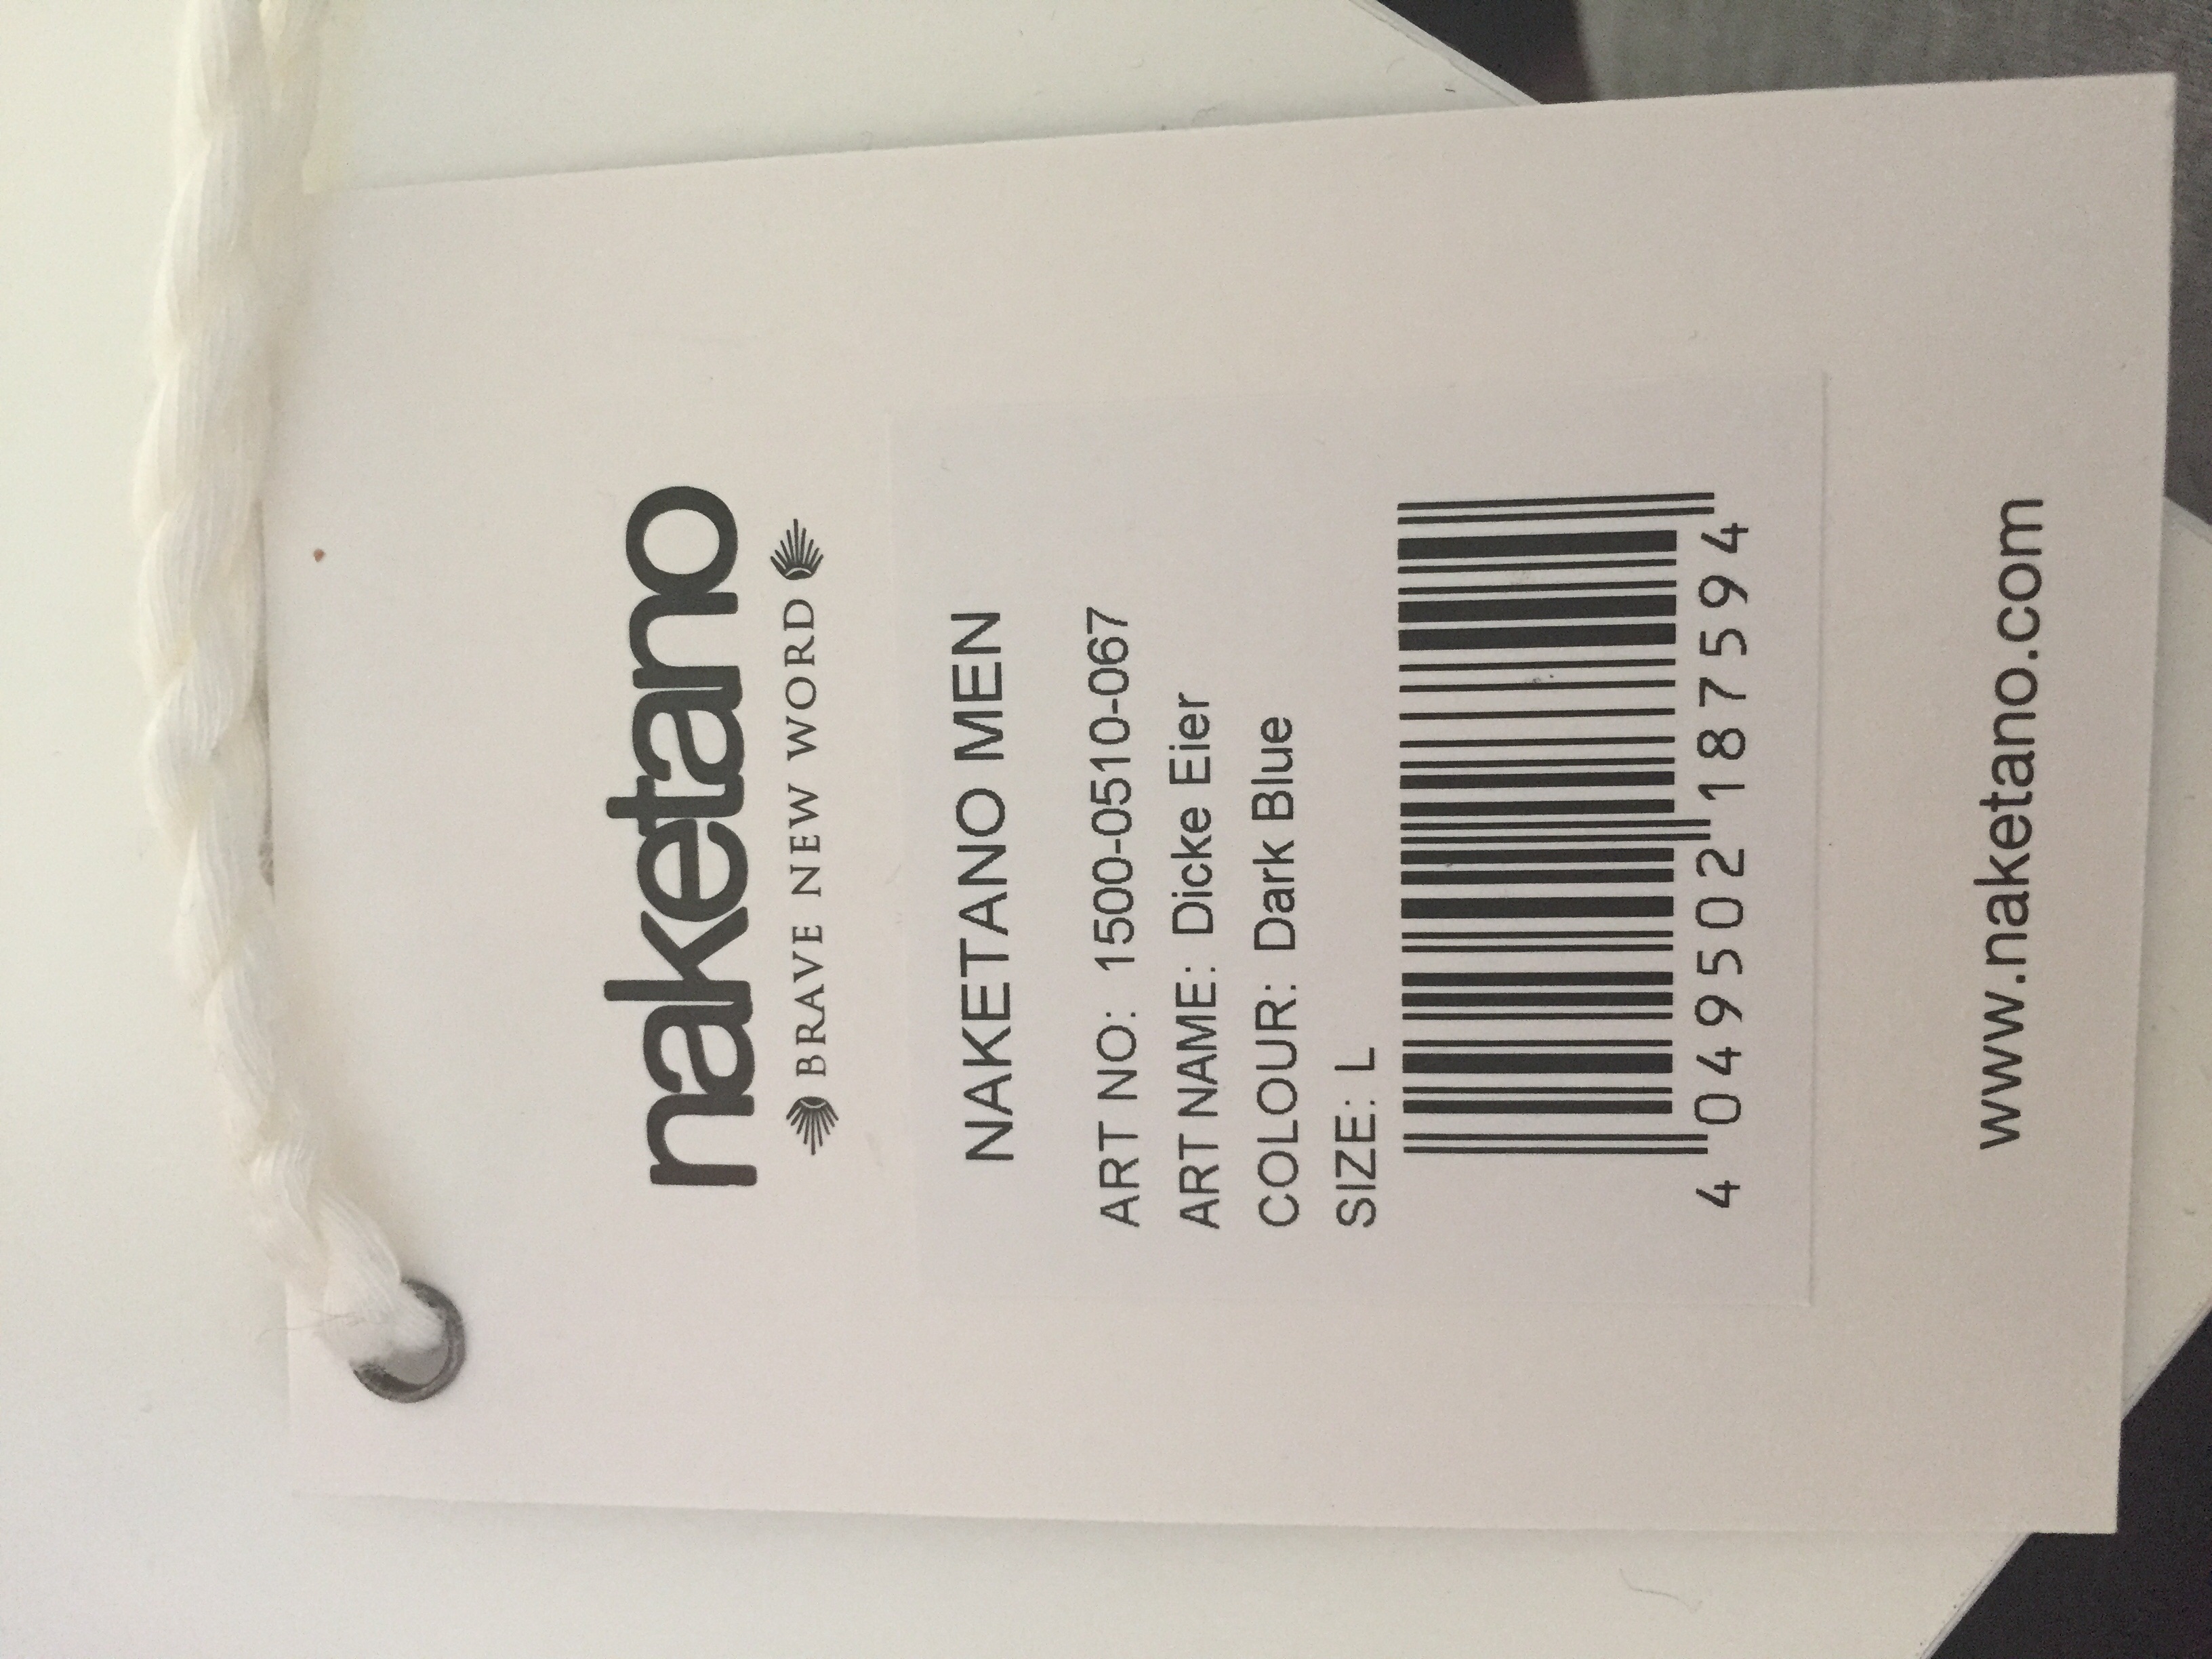 naketano
BRAVE NEW WORD
NAKETANO MEN
ART NO: 1500-0510-067
ART NAME: Dicke Eier
COLOUR: Dark Blue
SIZE: L
4 049502 187594
www.naketano.com